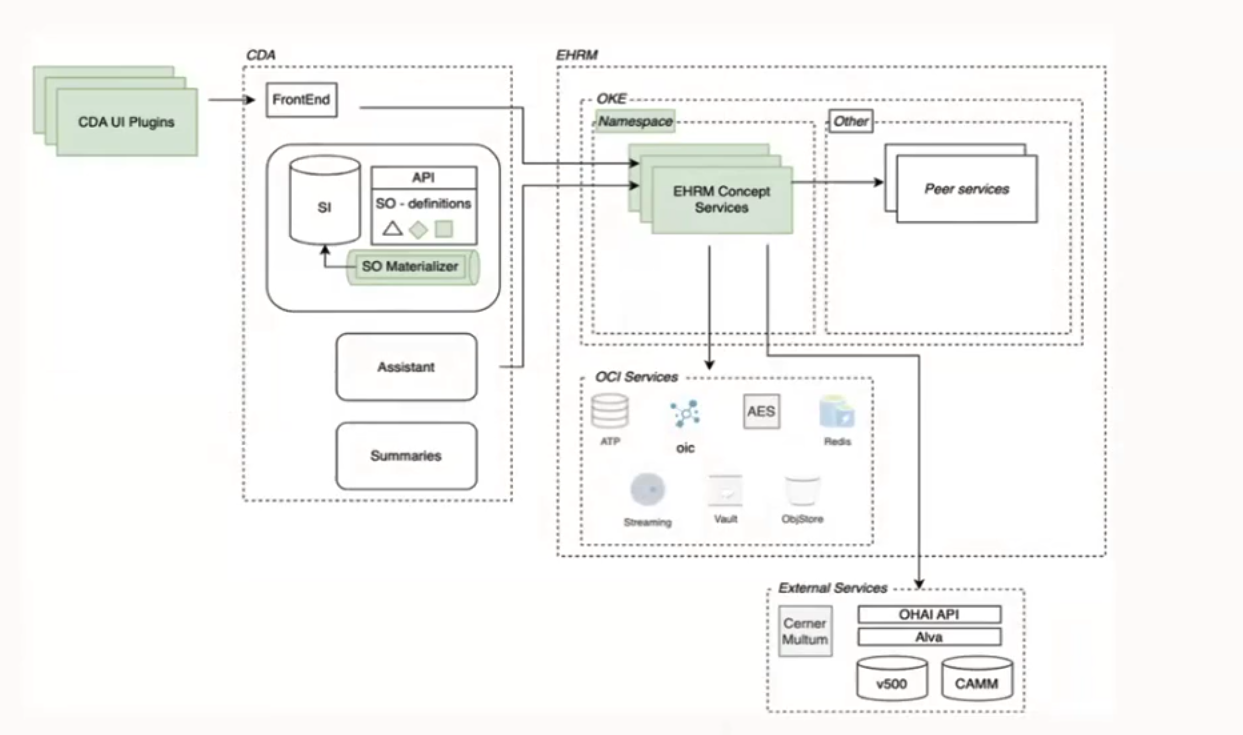 CDA
EHRM
CDA UI Plugins
FrontEnd
OKE
Namespace
Other
SI
API
SO - definitions
SO Materializer
EHRM Concept
Services
Peer services
Assistant
Summaries
OCI Services
ATP
oic
AES
Redis
Streaming
Vault
ObjStore
External Services
Cerner
Multum
OHAI API
Alva
v500
CAMM